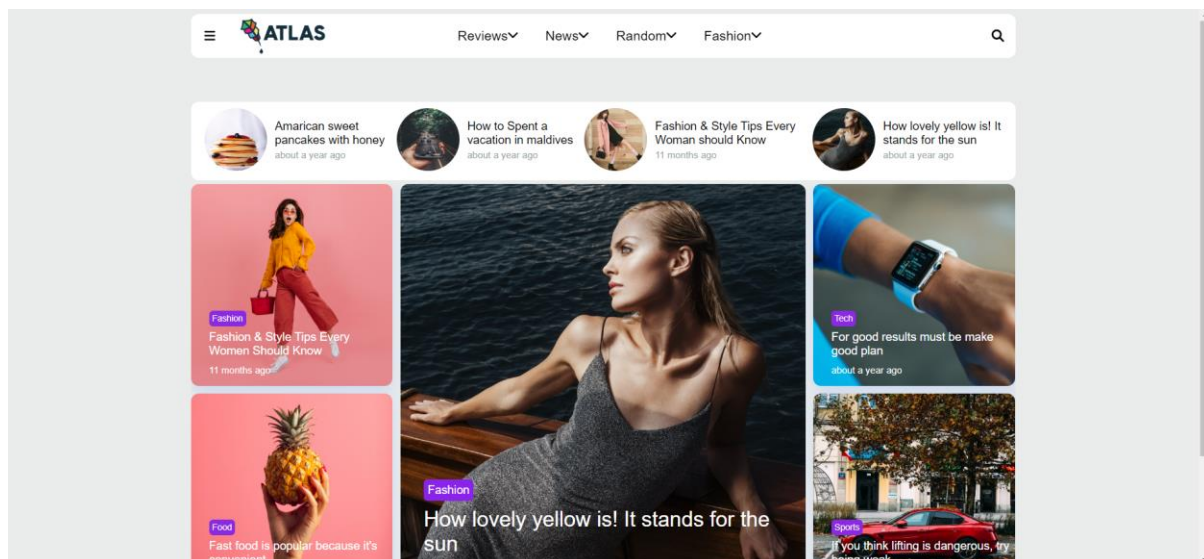 ATLAS
Reviews
News
Random
Fashion
Amarican sweet
pancakes with honey
about a year ago
How to Spent a
vacation in maldives
about a year ago
Fashion & Style Tips Every
Woman should Know
11 months ago
How lovely yellow is! It
stands for the sun
about a year ago
Fashion
Fashion & Style Tips Every
Women Should Know
11 months ago
Fashion
How lovely yellow is! It stands for the
sun
Tech
For good results must be make
good plan
about a year ago
Food
Fast food is popular because it's
convenient
Sports
If you think lifting is dangerous, try
being weak